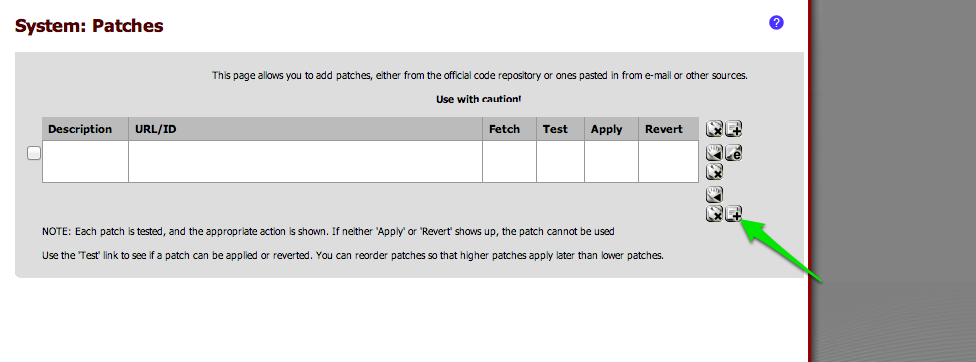 System: Patches
?
This page allows you to add patches, either from the official code repository or ones pasted in from e-mail or other sources.
Use with caution!
Description URL/ID Fetch Test Apply Revert
e
NOTE: Each patch is tested, and the appropriate action is shown. If neither 'Apply' or 'Revert' shows up, the patch cannot be used
Use the 'Test' link to see if a patch can be applied or reverted. You can reorder patches so that higher patches apply later than lower patches.